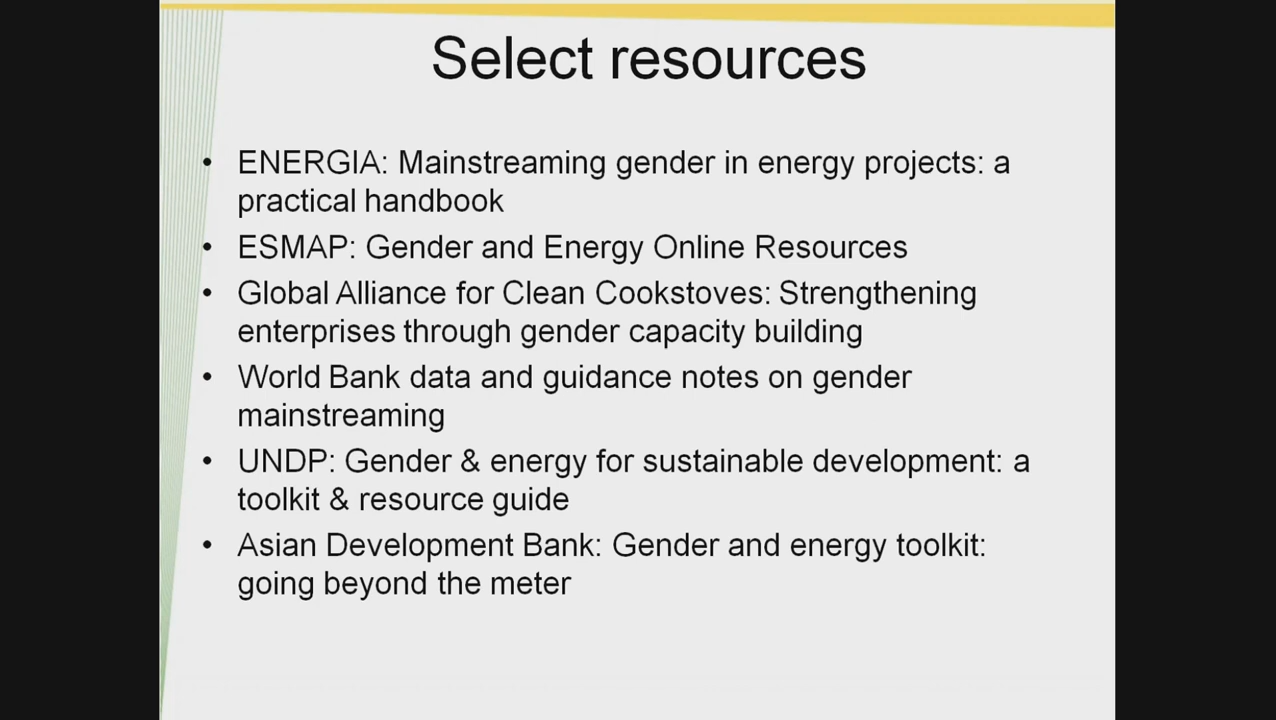 Select resources
• ENERGIA: Mainstreaming gender in energy projects: a
practical handbook
• ESMAP: Gender and Energy Online Resources
• Global Alliance for Clean Cookstoves: Strengthening
enterprises through gender capacity building
• World Bank data and guidance notes on gender
mainstreaming
• UNDP: Gender & energy for sustainable development: a
toolkit & resource guide
• Asian Development Bank: Gender and energy toolkit:
going beyond the meter